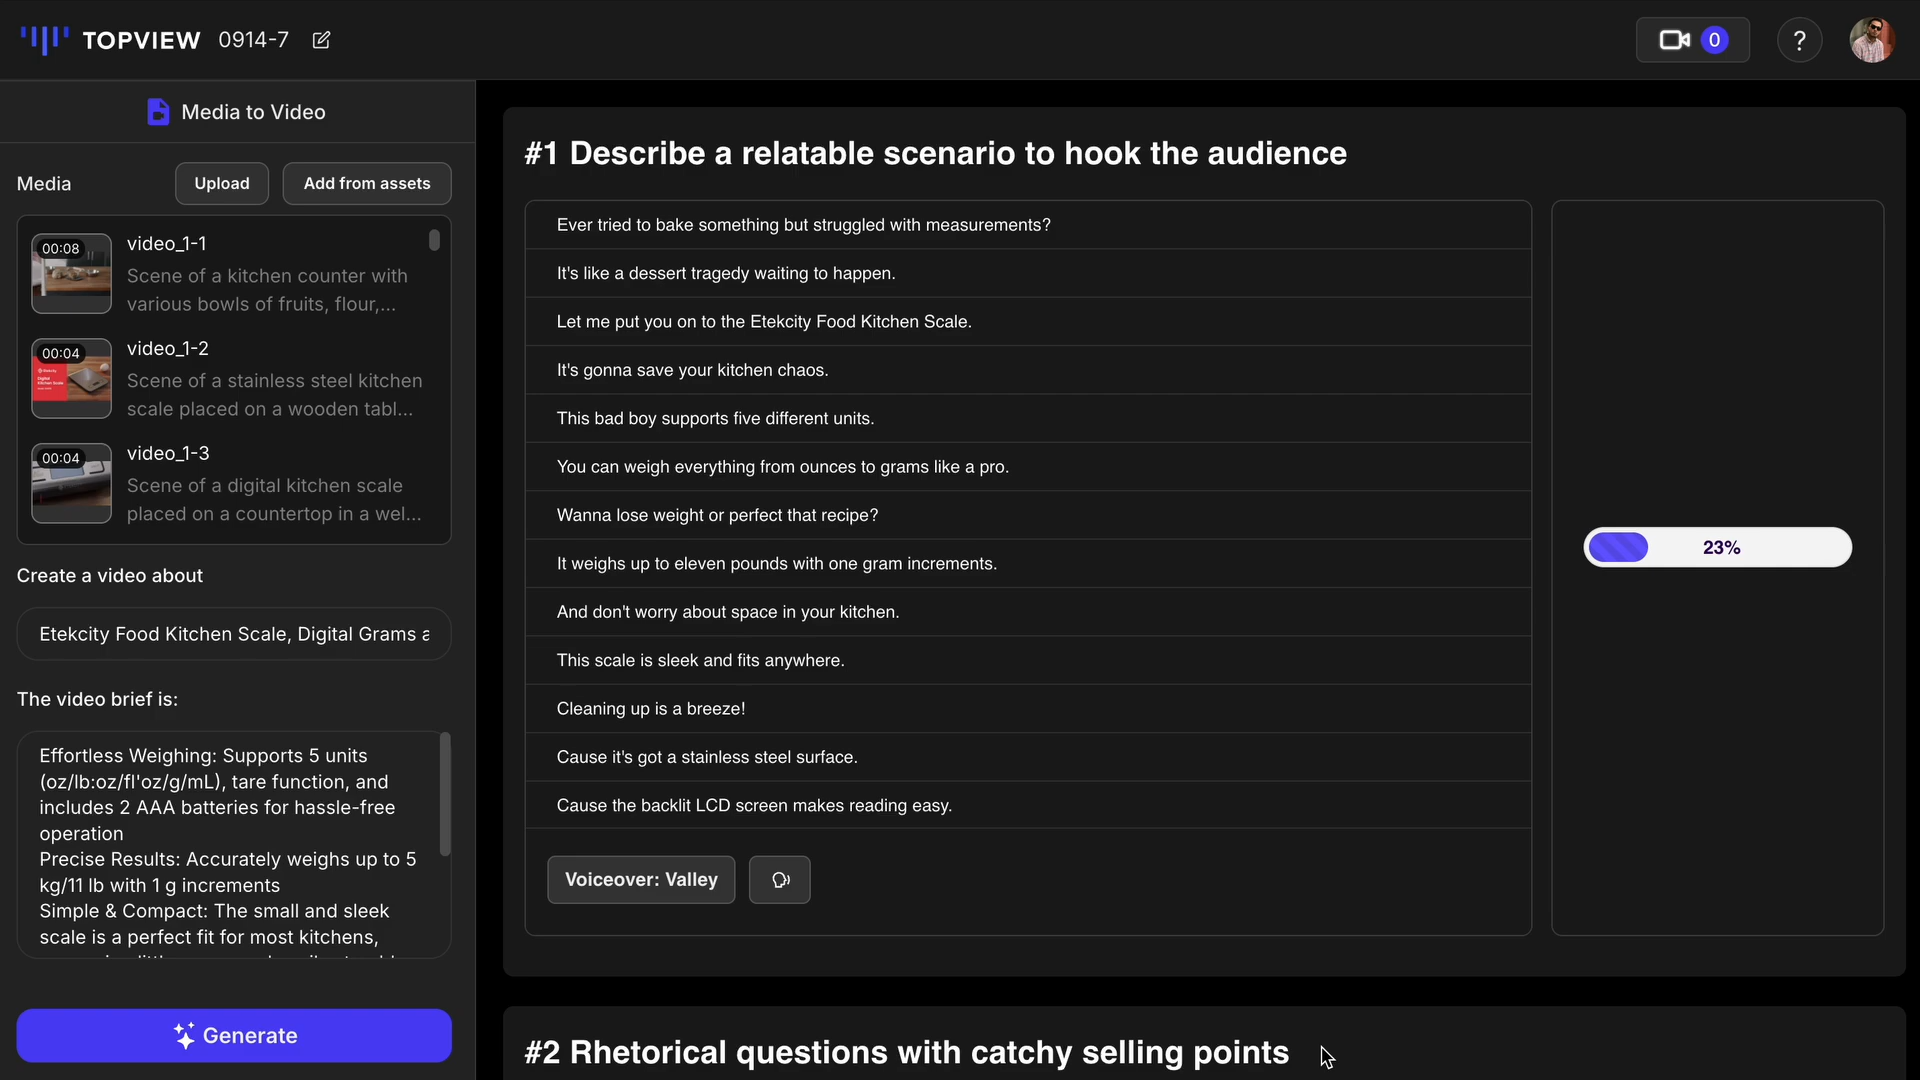 TOPVIEW 0914-7
0
?
Media to Video
Media
Upload
Add from assets
00:08
video_1-1
Scene of a kitchen counter with
various bowls of fruits, flour,...
00:04
video_1-2
Scene of a stainless steel kitchen
scale placed on a wooden tabl...
00:04
video_1-3
Scene of a digital kitchen scale
placed on a countertop in a wel...
Create a video about
Etekcity Food Kitchen Scale, Digital Grams a
The video brief is:
Effortless Weighing: Supports 5 units
(oz/lb:oz/fl'oz/g/mL), tare function, and
includes 2 AAA batteries for hassle-free
operation
Precise Results: Accurately weighs up to 5
kg/11 lb with 1 g increments
Simple & Compact: The small and sleek
scale is a perfect fit for most kitchens,
Generate
#1 Describe a relatable scenario to hook the audience
Ever tried to bake something but struggled with measurements?
It's like a dessert tragedy waiting to happen.
Let me put you on to the Etekcity Food Kitchen Scale.
It's gonna save your kitchen chaos.
This bad boy supports five different units.
You can weigh everything from ounces to grams like a pro.
Wanna lose weight or perfect that recipe?
It weighs up to eleven pounds with one gram increments.
And don't worry about space in your kitchen.
This scale is sleek and fits anywhere.
Cleaning up is a breeze!
Cause it's got a stainless steel surface.
Cause the backlit LCD screen makes reading easy.
Voiceover: Valley
23%
#2 Rhetorical questions with catchy selling points